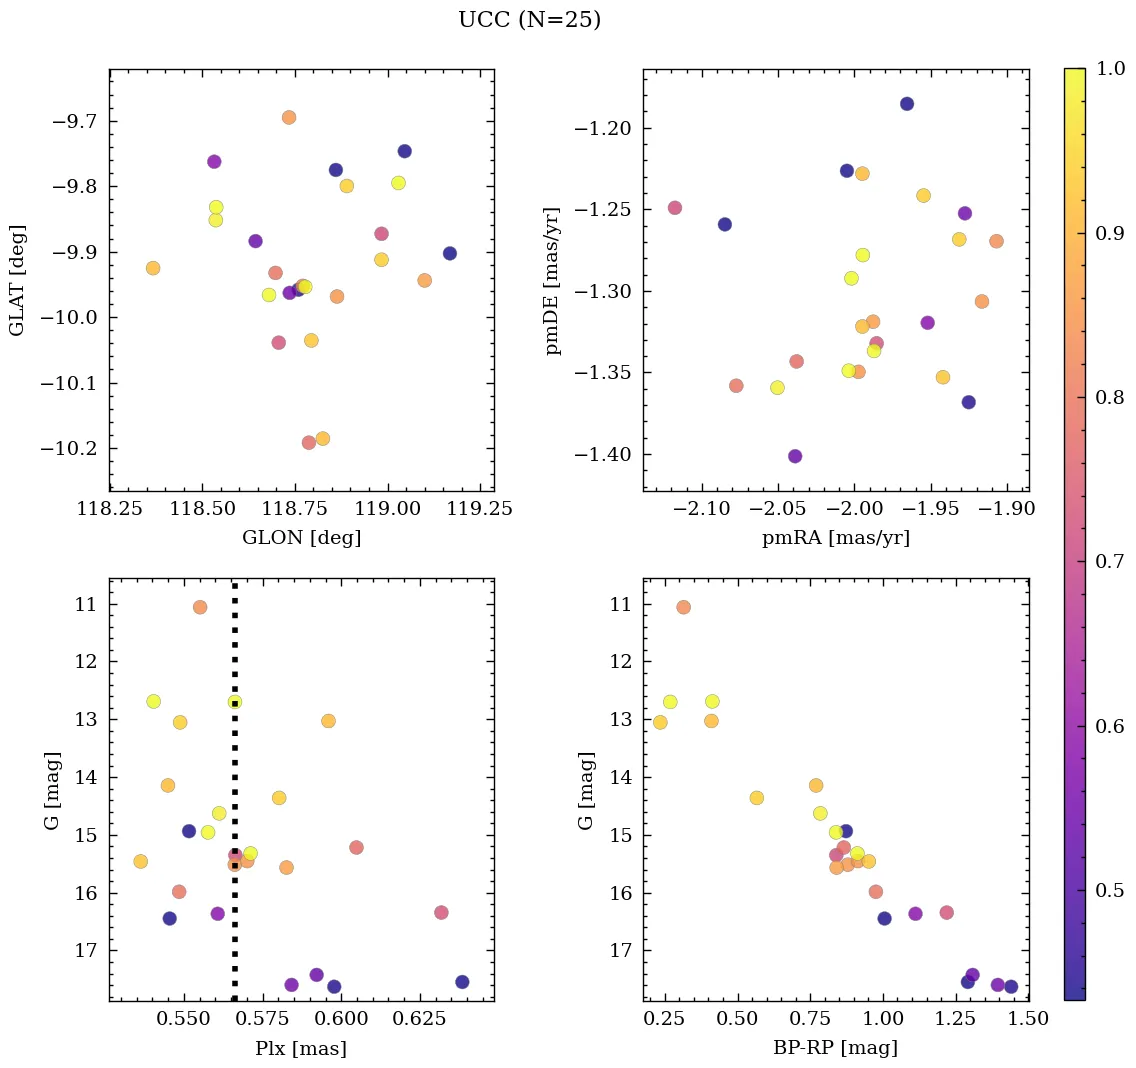 UCC (N=25)
−9.7
−9.8
−9.9
−10.0
−10.1
−10.2
GLAT [deg]
118.25 118.50 118.75 119.00 119.25
GLON [deg]
−1.20
−1.25
−1.30
−1.35
−1.40
pmDE [mas/yr]
−2.10 −2.05 −2.00 −1.95 −1.90
pmRA [mas/yr]
1.0
0.9
0.8
0.7
0.6
0.5
11
12
13
14
15
16
17
G [mag]
0.550 0.575 0.600 0.625
Plx [mas]
11
12
13
14
15
16
17
G [mag]
0.25 0.50 0.75 1.00 1.25 1.50
BP-RP [mag]